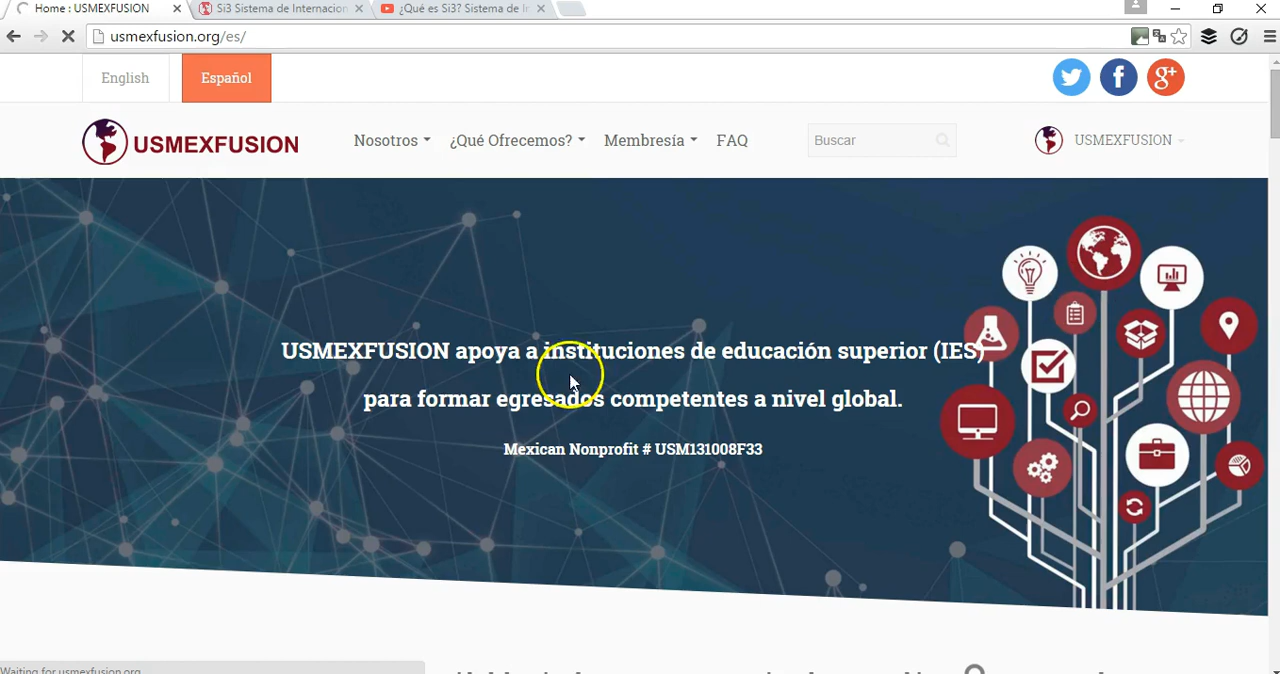 Home : USMEXFUSION
Si3 Sistema de Internacion
¿Qué es Si3? Sistema de In
usmexfusion.org/es/
English
Español
USMEXFUSION
Nosotros
¿Qué Ofrecemos?
Membresía
FAQ
Buscar
USMEXFUSION
USMEXFUSION apoya a instituciones de educación superior (IES)
para formar egresados competentes a nivel global.
Mexican Nonprofit # USM131008F33
Waiting for usmexfusion.org